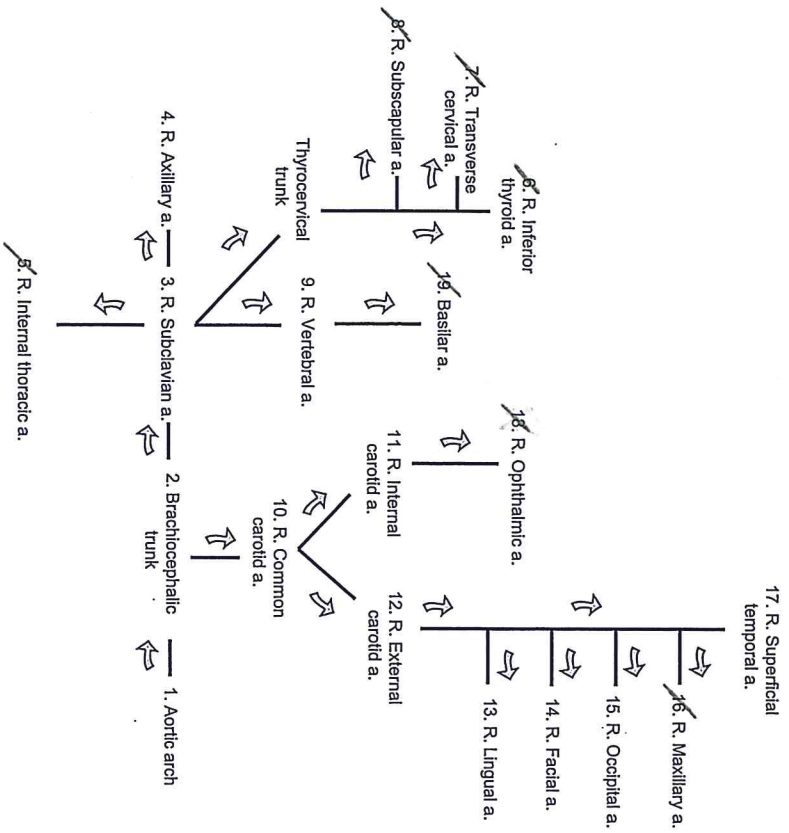 17. R. Superficial
temporal a.
16. R. Maxillary a.
15. R. Occipital a.
14. R. Facial a.
6. R. Inferior
thyroid a.
18. R. Ophthalmic a.
13. R. Lingual a.
7. R. Transverse
cervical a.
19. Basilar a.
8. R. Subscapular a.
11. R. Internal
carotid a.
12. R. External
carotid a.
Thyrocervical
trunk
9. R. Vertebral a.
10. R. Common
carotid a.
4. R. Axillary a.
3. R. Subclavian a.
2. Brachiocephalic
trunk
1. Aortic arch
5. R. Internal thoracic a.